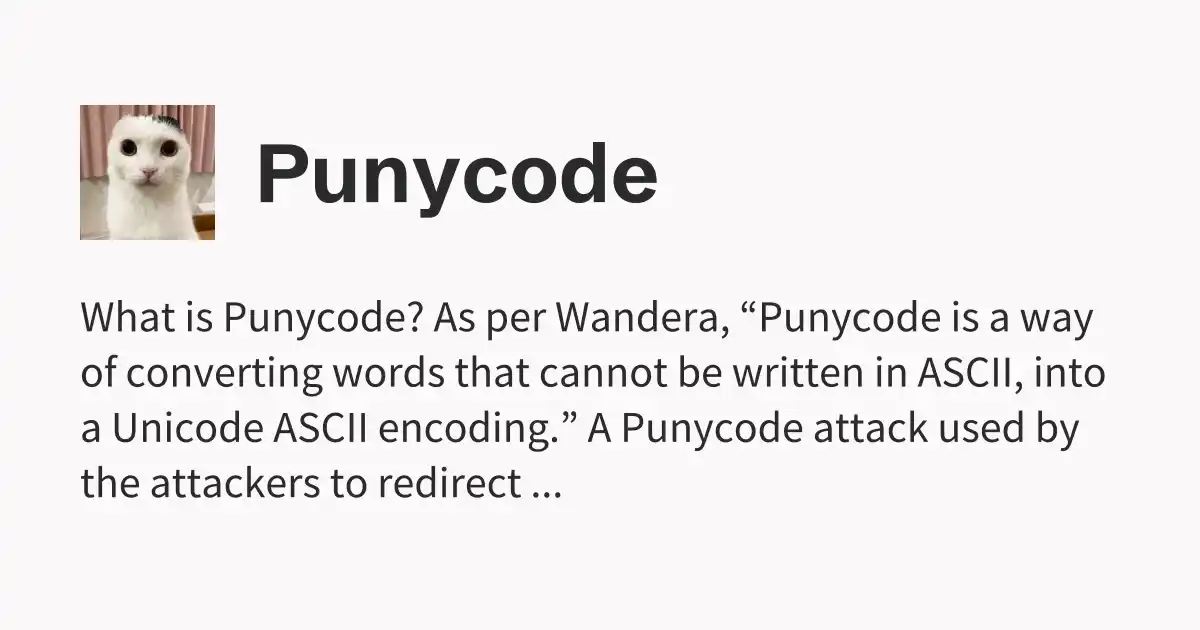 Punycode
What is Punycode? As per Wandera, “Punycode is a way
of converting words that cannot be written in ASCII, into
a Unicode ASCII encoding.” A Punycode attack used by
the attackers to redirect ...